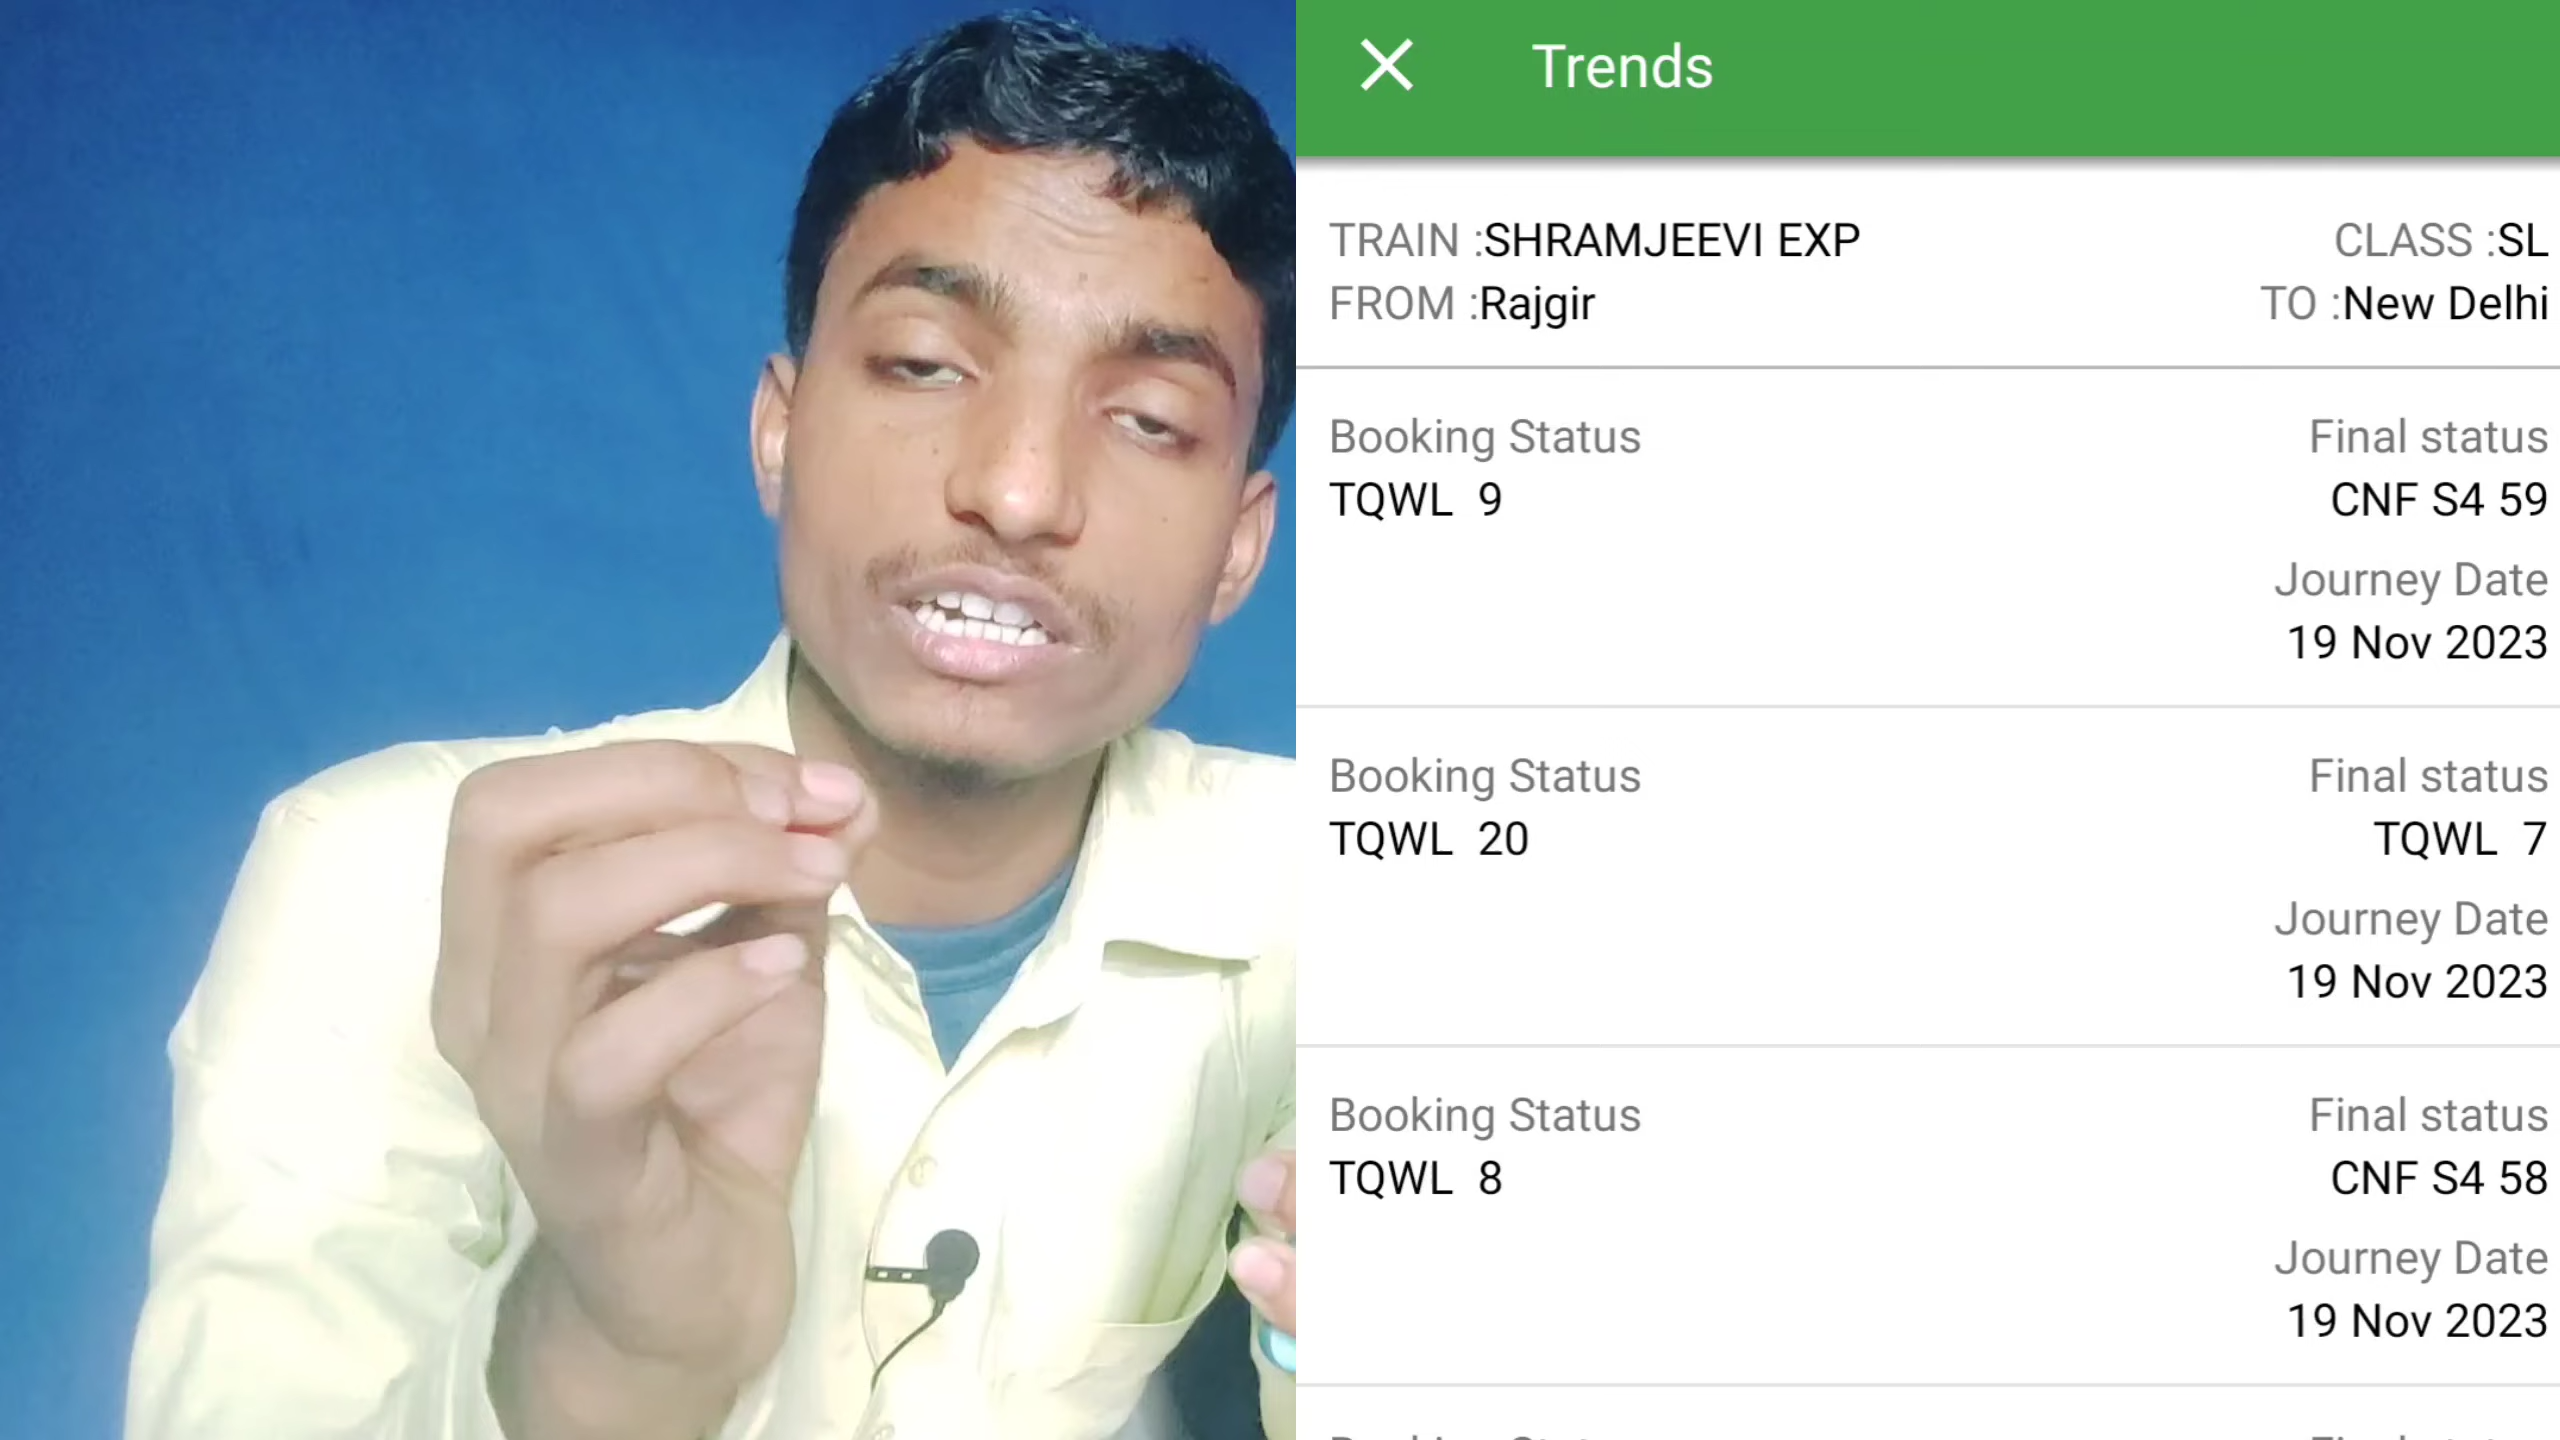 Trends
TRAIN :SHRAMJEEVI EXP CLASS :SL
FROM :Rajgir TO :New Delhi
Booking Status Final status
TQWL 9 CNF S4 59
Journey Date
19 Nov 2023
Booking Status Final status
TQWL 20 TQWL 7
Journey Date
19 Nov 2023
Booking Status Final status
TQWL 8 CNF S4 58
Journey Date
19 Nov 2023